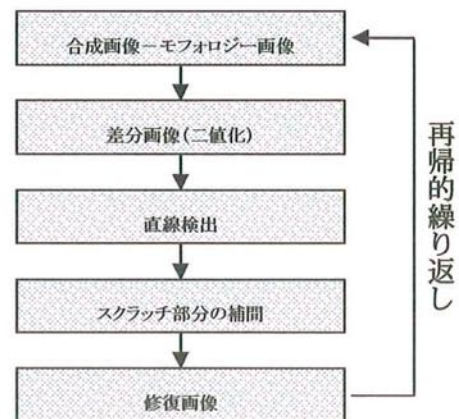 合成画像－モフォロジー画像
差分画像(二値化)
直線検出
スクラッチ部分の補間
修復画像
再帰的繰り返し